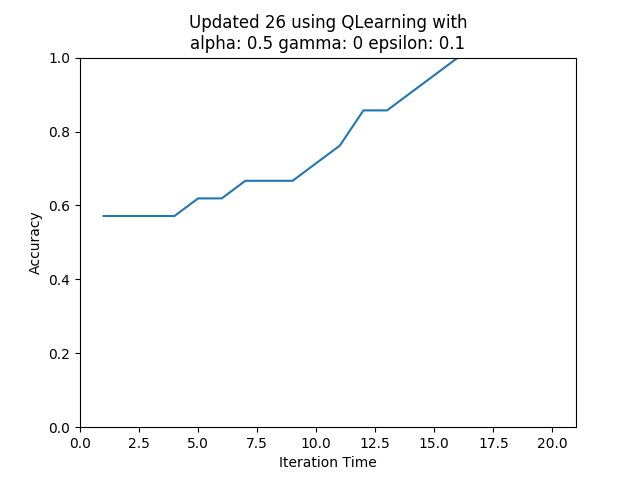 Updated 26 using QLearning with
alpha: 0.5 gamma: 0 epsilon: 0.1
1.0
0.8
0.6
0.4
0.2
0.0
Accuracy
0.0 2.5 5.0 7.5 10.0 12.5 15.0 17.5 20.0
Iteration Time